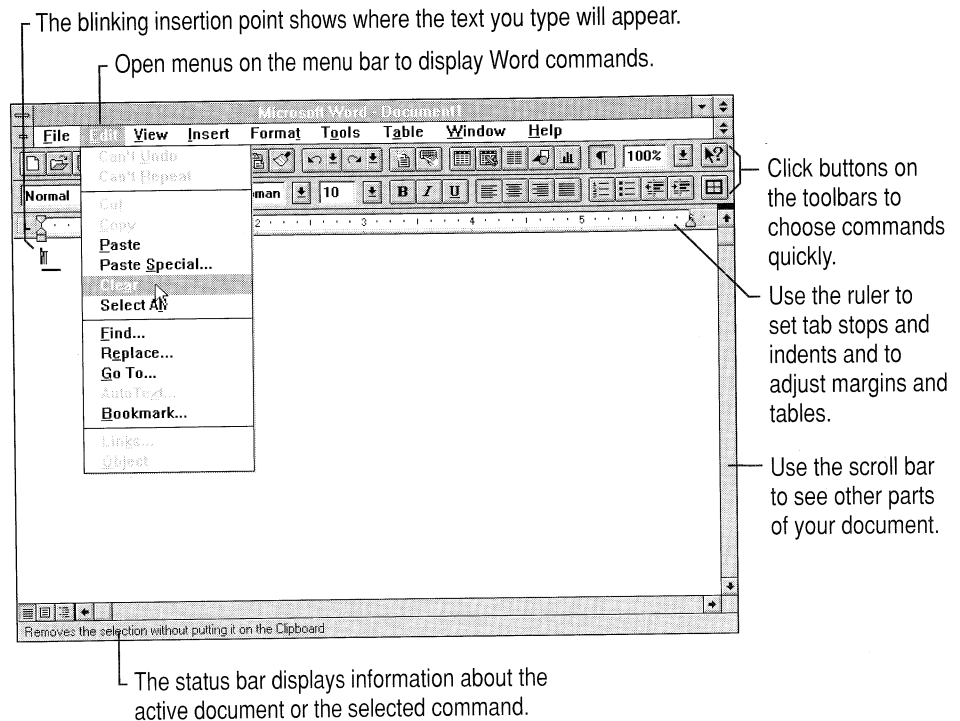 The blinking insertion point shows where the text you type will appear.
Open menus on the menu bar to display Word commands.
Microsoft Word - Document1
File Edit View Insert Format Tools Table Window Help
Can't Undo
Can't Repeat
100%
Normal
man 10 B I U
Cut
Copy
2 3 4 5 6
Paste
¶
Paste Special...
Clear
Select All
Find...
Replace...
Go To...
AutoText...
Bookmark...
Links...
Object
Click buttons on
the toolbars to
choose commands
quickly.
Use the ruler to
set tab stops and
indents and to
adjust margins and
tables.
Use the scroll bar
to see other parts
of your document.
Removes the selection without putting it on the Clipboard
The status bar displays information about the
active document or the selected command.